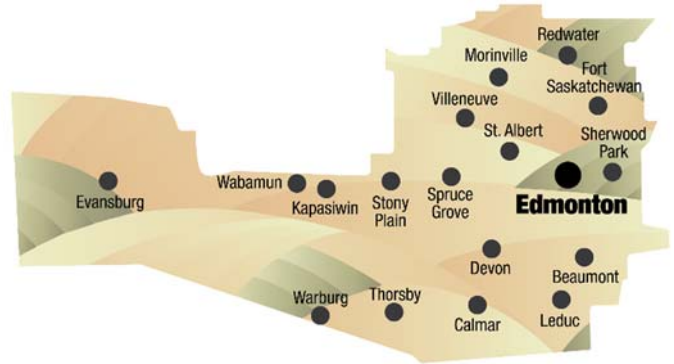 Redwater
Morinville
Fort
Saskatchewan
Villeneuve
St. Albert
Sherwood
Park
Evansburg
Wabamun
Kapasiwin
Stony
Plain
Spruce
Grove
Edmonton
Devon
Beaumont
Warburg
Thorsby
Calmar
Leduc